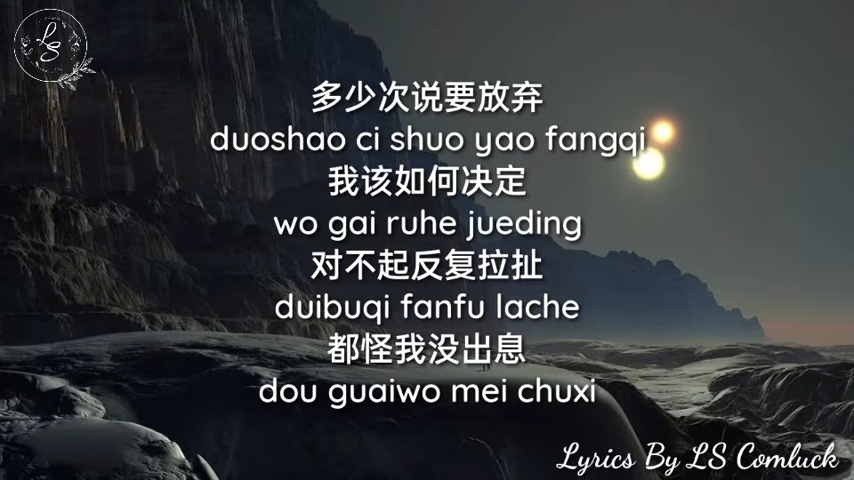 LS
多少次说要放弃
duoshao ci shuo yao fangqi
我该如何决定
wo gai ruhe jueding
对不起反复拉扯
duibuqi fanfu lache
都怪我没出息
dou guaiwo mei chuxi
Lyrics By LS Comluck